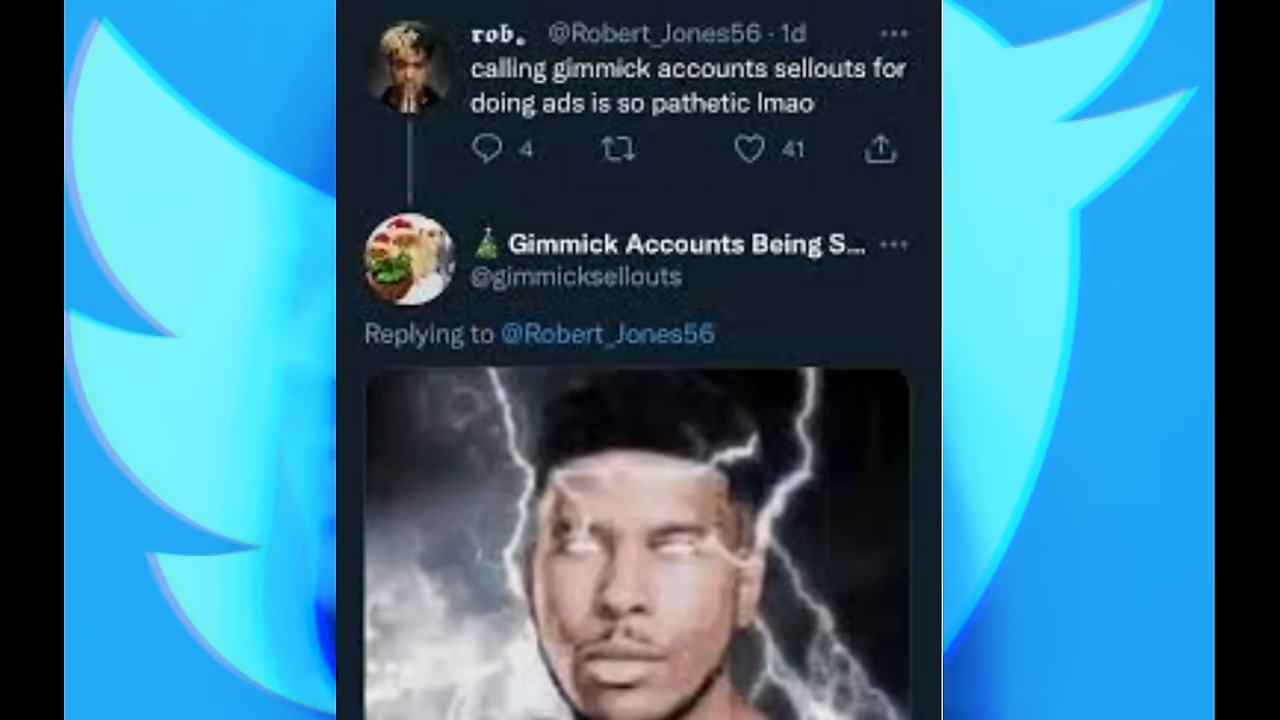 rob. @Robert_Jones56 · 1d
calling gimmick accounts sellouts for
doing ads is so pathetic lmao
4 41
🎄 Gimmick Accounts Being S...
@gimmicksellouts
Replying to @Robert_Jones56